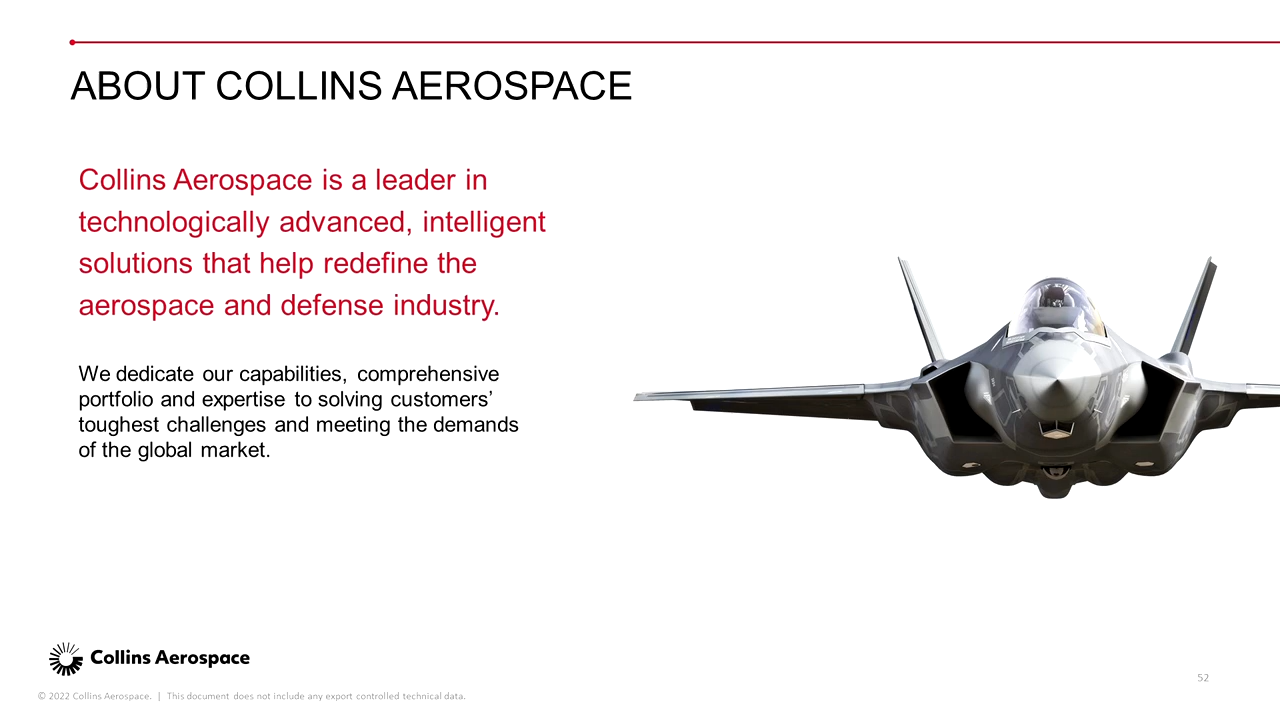 ABOUT COLLINS AEROSPACE
Collins Aerospace is a leader in
technologically advanced, intelligent
solutions that help redefine the
aerospace and defense industry.
We dedicate our capabilities, comprehensive
portfolio and expertise to solving customers’
toughest challenges and meeting the demands
of the global market.
Collins Aerospace
52
© 2022 Collins Aerospace. | This document does not include any export controlled technical data.